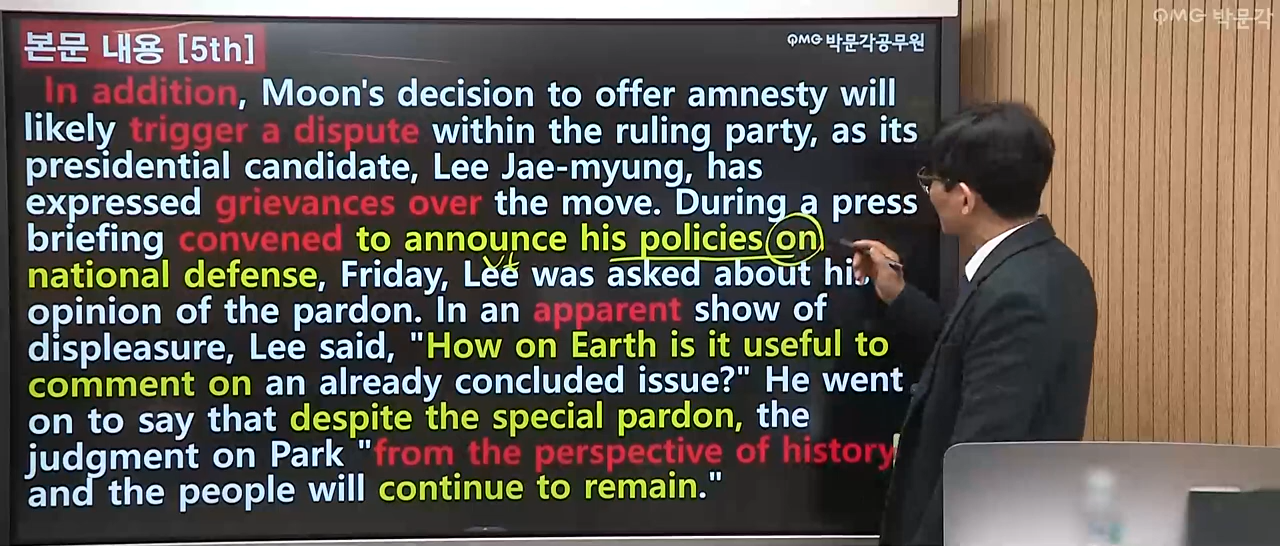 본문 내용 [5th]
QMG 박문각공무원
QMG 박문각
In addition, Moon's decision to offer amnesty will
likely trigger a dispute within the ruling party, as its
presidential candidate, Lee Jae-myung, has
expressed grievances over the move. During a press
briefing convened to announce his policies on
national defense, Friday, Lee was asked about his
opinion of the pardon. In an apparent show of
displeasure, Lee said, "How on Earth is it useful to
comment on an already concluded issue?" He went
on to say that despite the special pardon, the
judgment on Park "from the perspective of history
and the people will continue to remain."